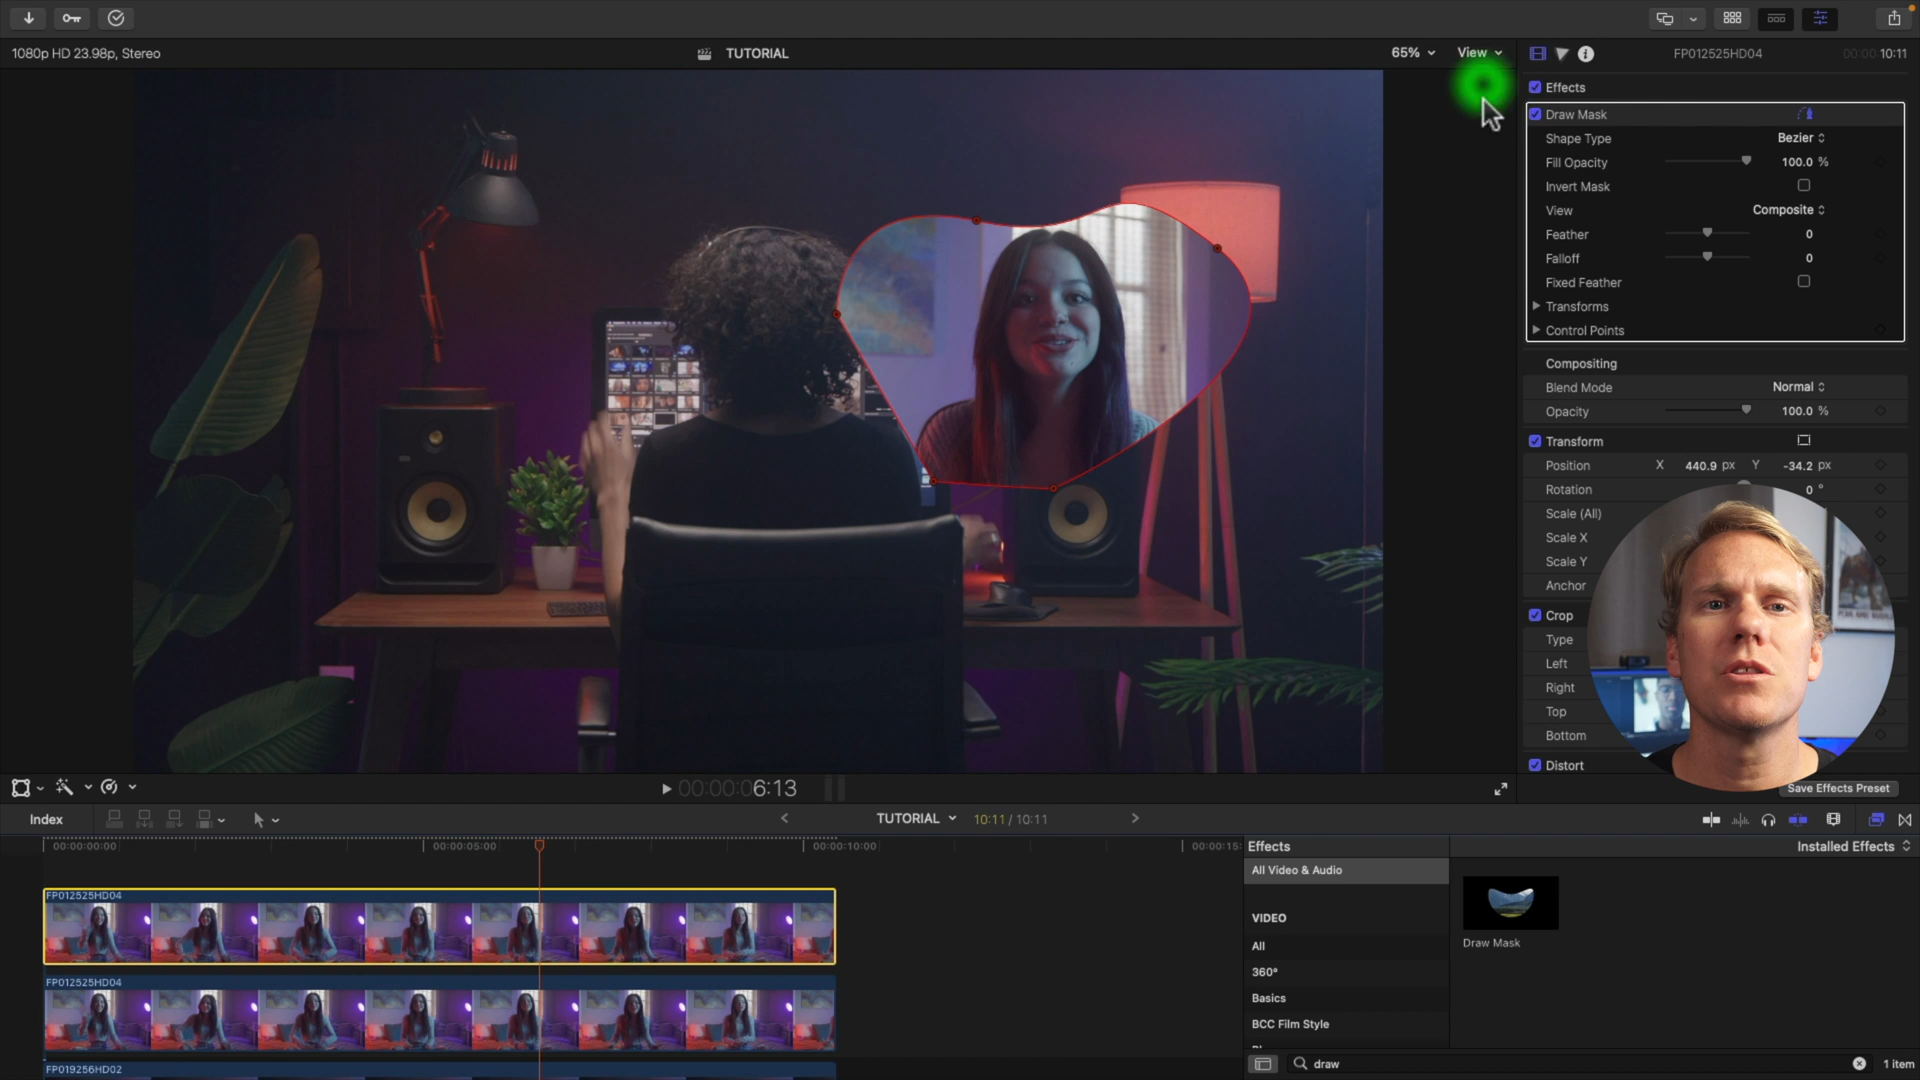 1080p HD 23.98p, Stereo
TUTORIAL
65%
View
FP012525HD04
00:00:10:11
Effects
Draw Mask
Shape Type
Bezier
Fill Opacity
100.0 %
Invert Mask
View
Composite
Feather
0
Falloff
0
Fixed Feather
Transforms
Control Points
Compositing
Blend Mode
Normal
Opacity
100.0 %
Transform
Position
X 440.9 px Y -34.2 px
Rotation
0 °
Scale (All)
Scale X
Scale Y
Anchor
Crop
Type
Left
Right
Top
Bottom
Distort
Save Effects Preset
00:00:06:13
Index
TUTORIAL
10:11 / 10:11
00:00:00:00
00:00:05:00
00:00:10:00
00:00:15:
FP012525HD04
FP012525HD04
FP019256HD02
Effects
Installed Effects
All Video & Audio
VIDEO
All
360°
Basics
BCC Film Style
Draw Mask
draw
1 item